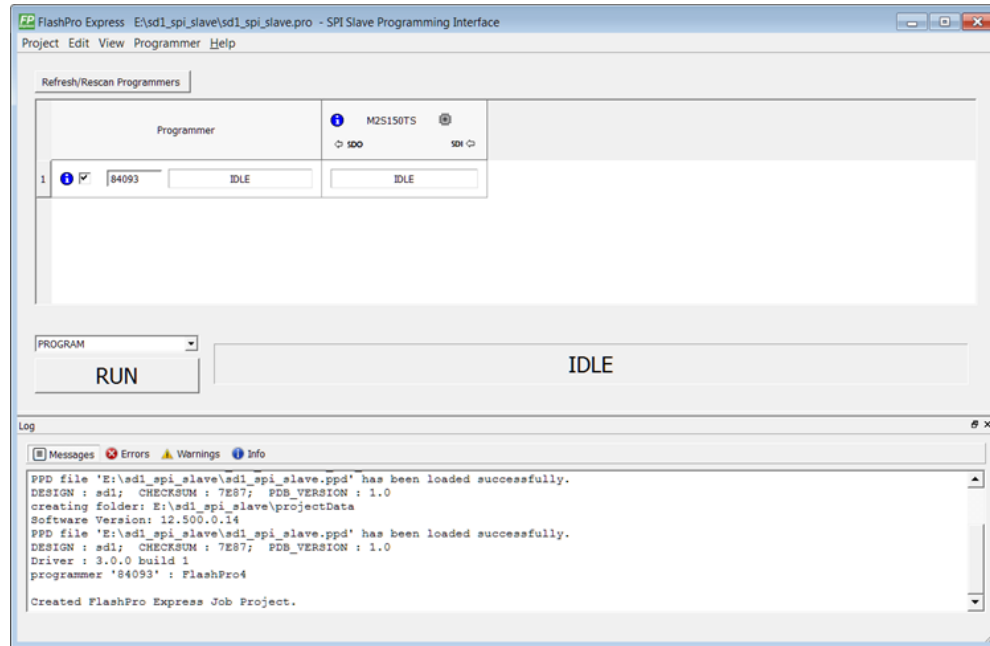 FP FlashPro Express E:\sd1_spi_slave\sd1_spi_slave.pro - SPI Slave Programming Interface
Project Edit View Programmer Help
Refresh/Rescan Programmers
Programmer
M2S150TS
SDO SDI
1 84093 IDLE IDLE
PROGRAM
RUN
IDLE
Log
Messages Errors Warnings Info
PPD file 'E:\sd1_spi_slave\sd1_spi_slave.ppd' has been loaded successfully.
DESIGN : sd1; CHECKSUM : 7E87; PDB_VERSION : 1.0
creating folder: E:\sd1_spi_slave\projectData
Software Version: 12.500.0.14
PPD file 'E:\sd1_spi_slave\sd1_spi_slave.ppd' has been loaded successfully.
DESIGN : sd1; CHECKSUM : 7E87; PDB_VERSION : 1.0
Driver : 3.0.0 build 1
programmer '84093' : FlashPro4
Created FlashPro Express Job Project.